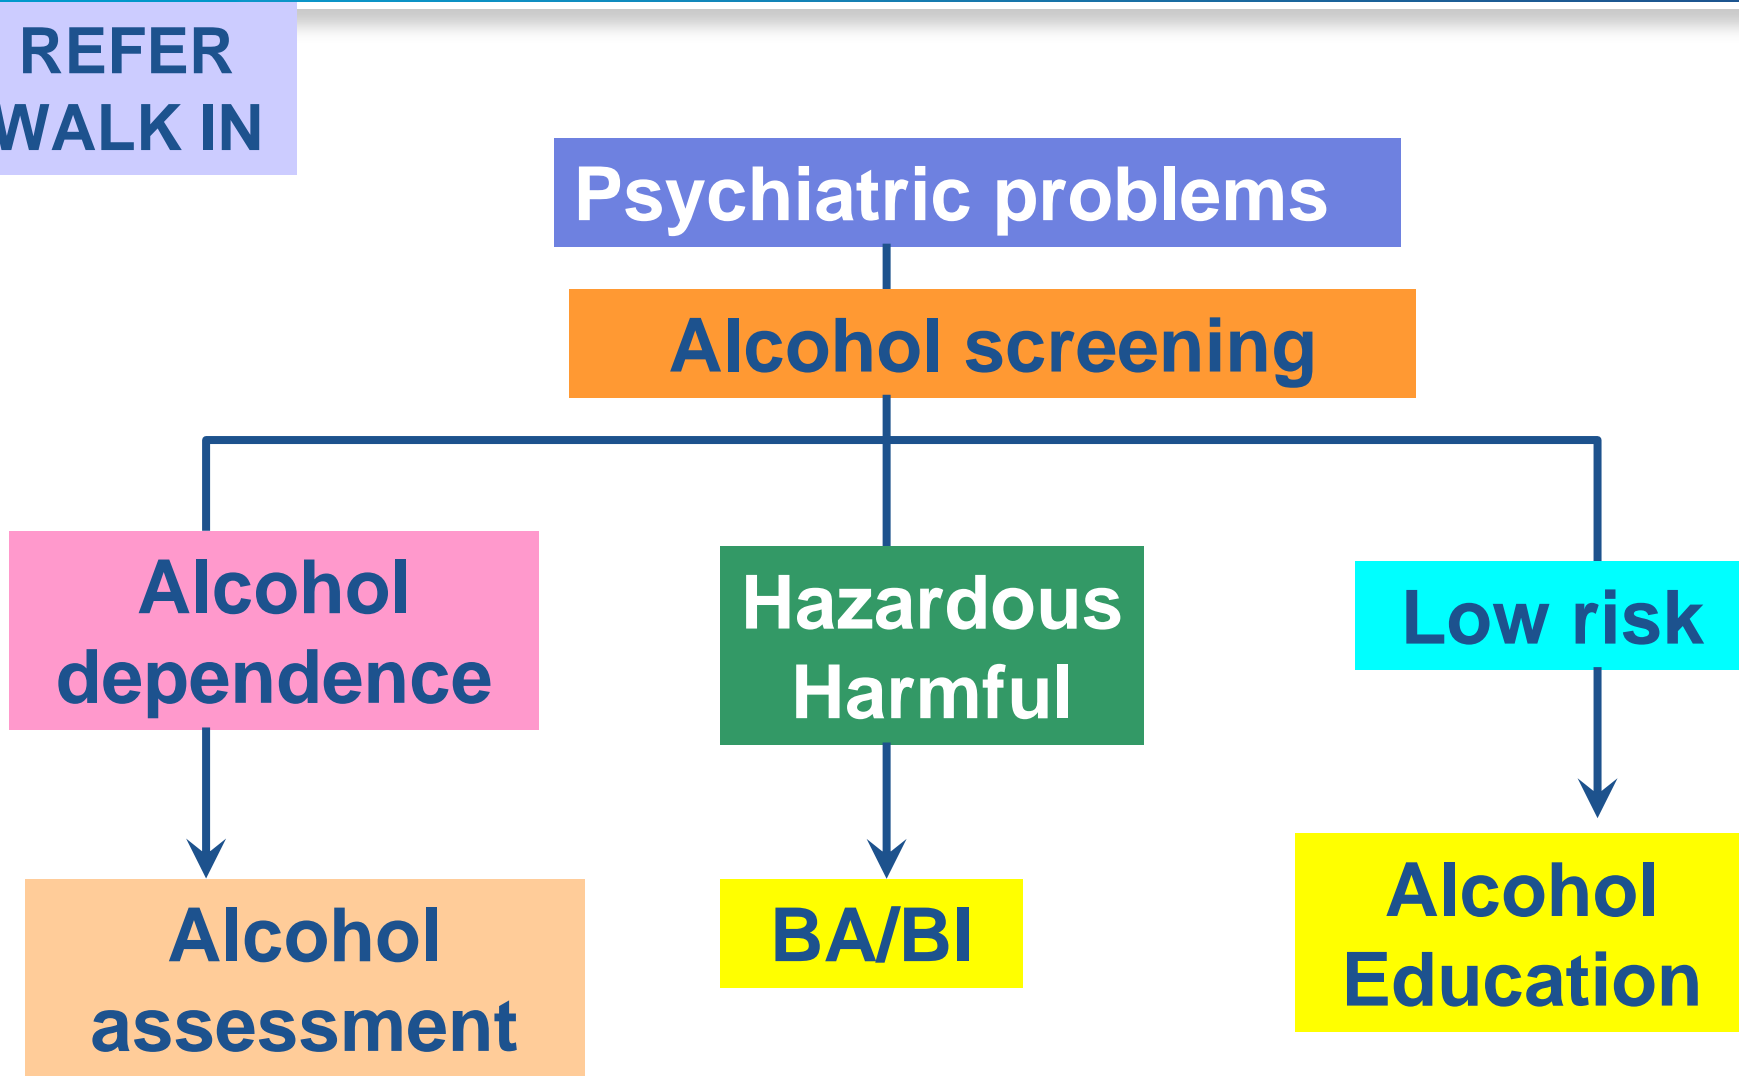 REFER
WALK IN
Psychiatric problems
Alcohol screening
Alcohol
dependence
Hazardous
Harmful
Low risk
Alcohol
assessment
BA/BI
Alcohol
Education